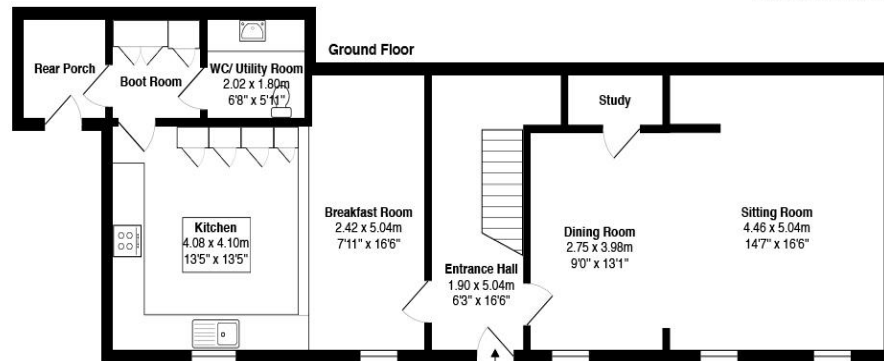 Ground Floor
Rear Porch
Boot Room
WC/ Utility Room
2.02 x 1.80m
6'8" x 5'11"
Study
Kitchen
4.08 x 4.10m
13'5" x 13'5"
Breakfast Room
2.42 x 5.04m
7'11" x 16'6"
Entrance Hall
1.90 x 5.04m
6'3" x 16'6"
Dining Room
2.75 x 3.98m
9'0" x 13'1"
Sitting Room
4.46 x 5.04m
14'7" x 16'6"